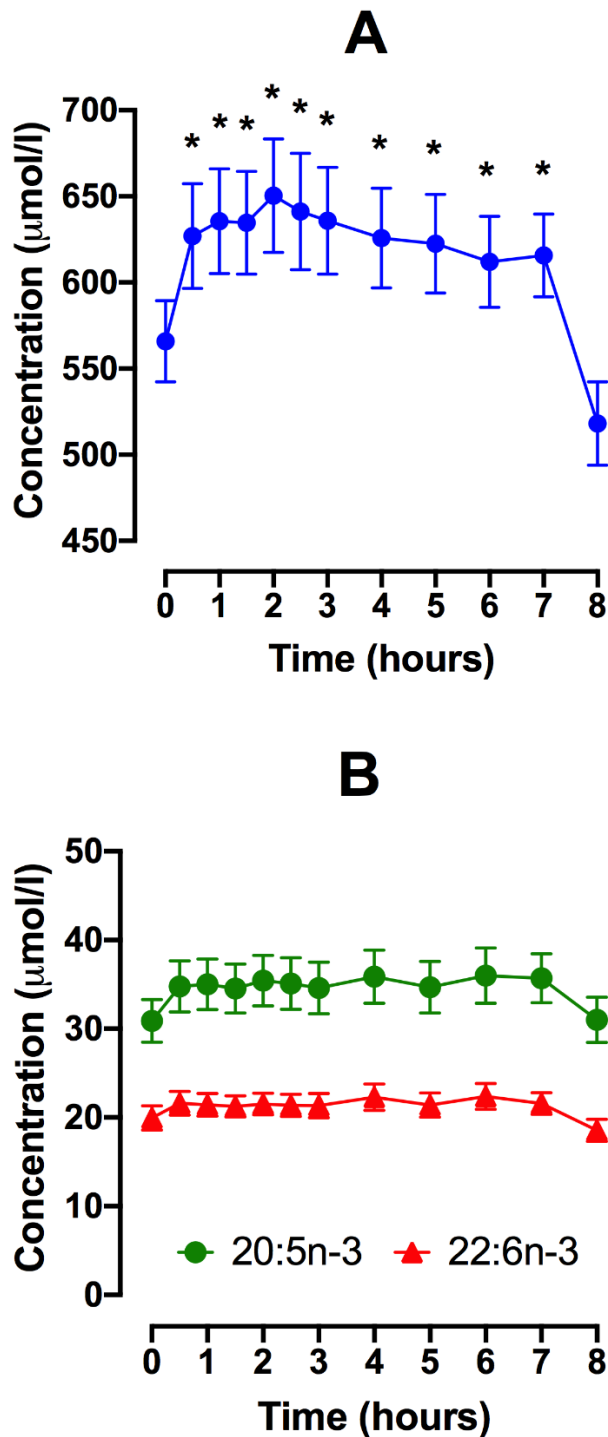 A
* * * * * * * * * *
700
650
600
550
500
450
Concentration (μmol/l)
0 1 2 3 4 5 6 7 8
Time (hours)
B
50
40
30
20
10
0
Concentration (μmol/l)
20:5n-3 22:6n-3
0 1 2 3 4 5 6 7 8
Time (hours)